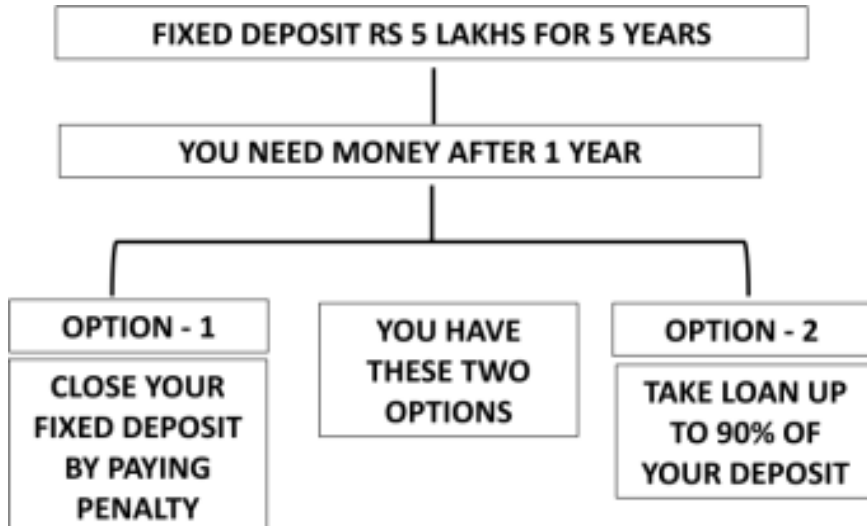 FIXED DEPOSIT RS 5 LAKHS FOR 5 YEARS
YOU NEED MONEY AFTER 1 YEAR
OPTION - 1
CLOSE YOUR
FIXED DEPOSIT
BY PAYING
PENALTY
YOU HAVE
THESE TWO
OPTIONS
OPTION - 2
TAKE LOAN UP
TO 90% OF
YOUR DEPOSIT